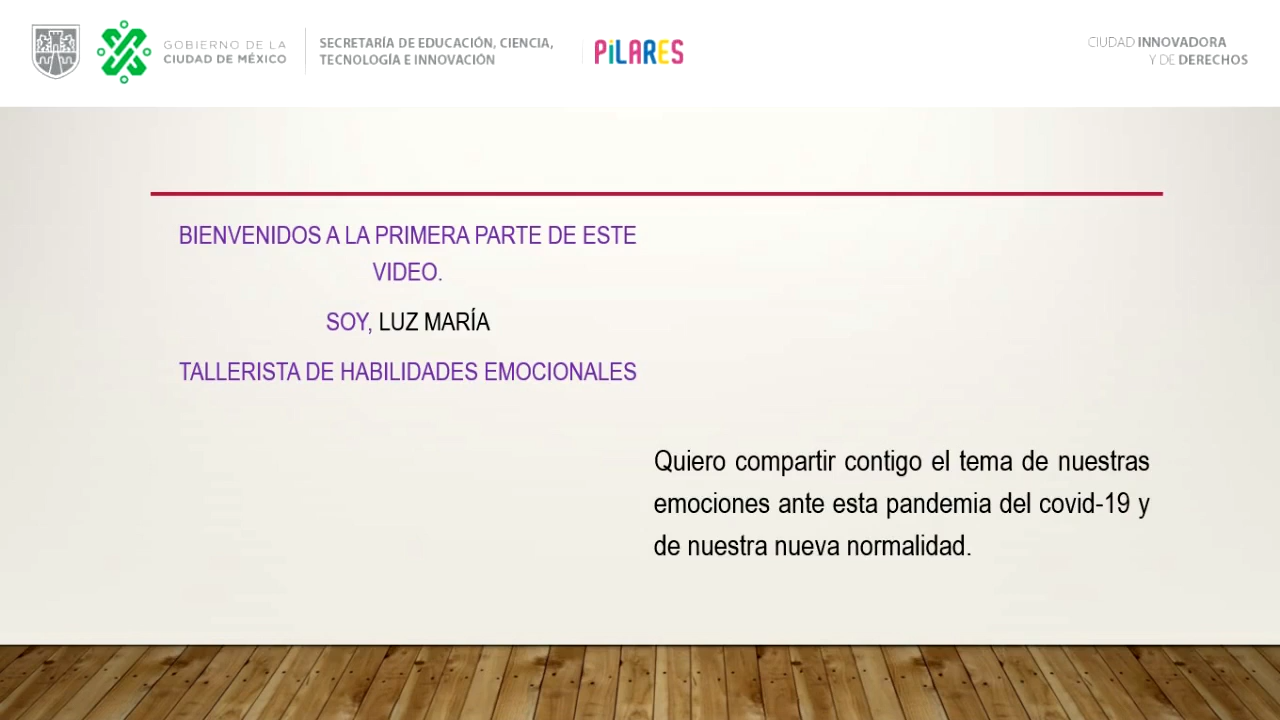 GOBIERNO DE LA
CIUDAD DE MÉXICO
SECRETARÍA DE EDUCACIÓN, CIENCIA,
TECNOLOGÍA E INNOVACIÓN
PiLARES
CIUDAD INNOVADORA
Y DE DERECHOS
BIENVENIDOS A LA PRIMERA PARTE DE ESTE
VIDEO.
SOY, LUZ MARÍA
TALLERISTA DE HABILIDADES EMOCIONALES
Quiero compartir contigo el tema de nuestras
emociones ante esta pandemia del covid-19 y
de nuestra nueva normalidad.